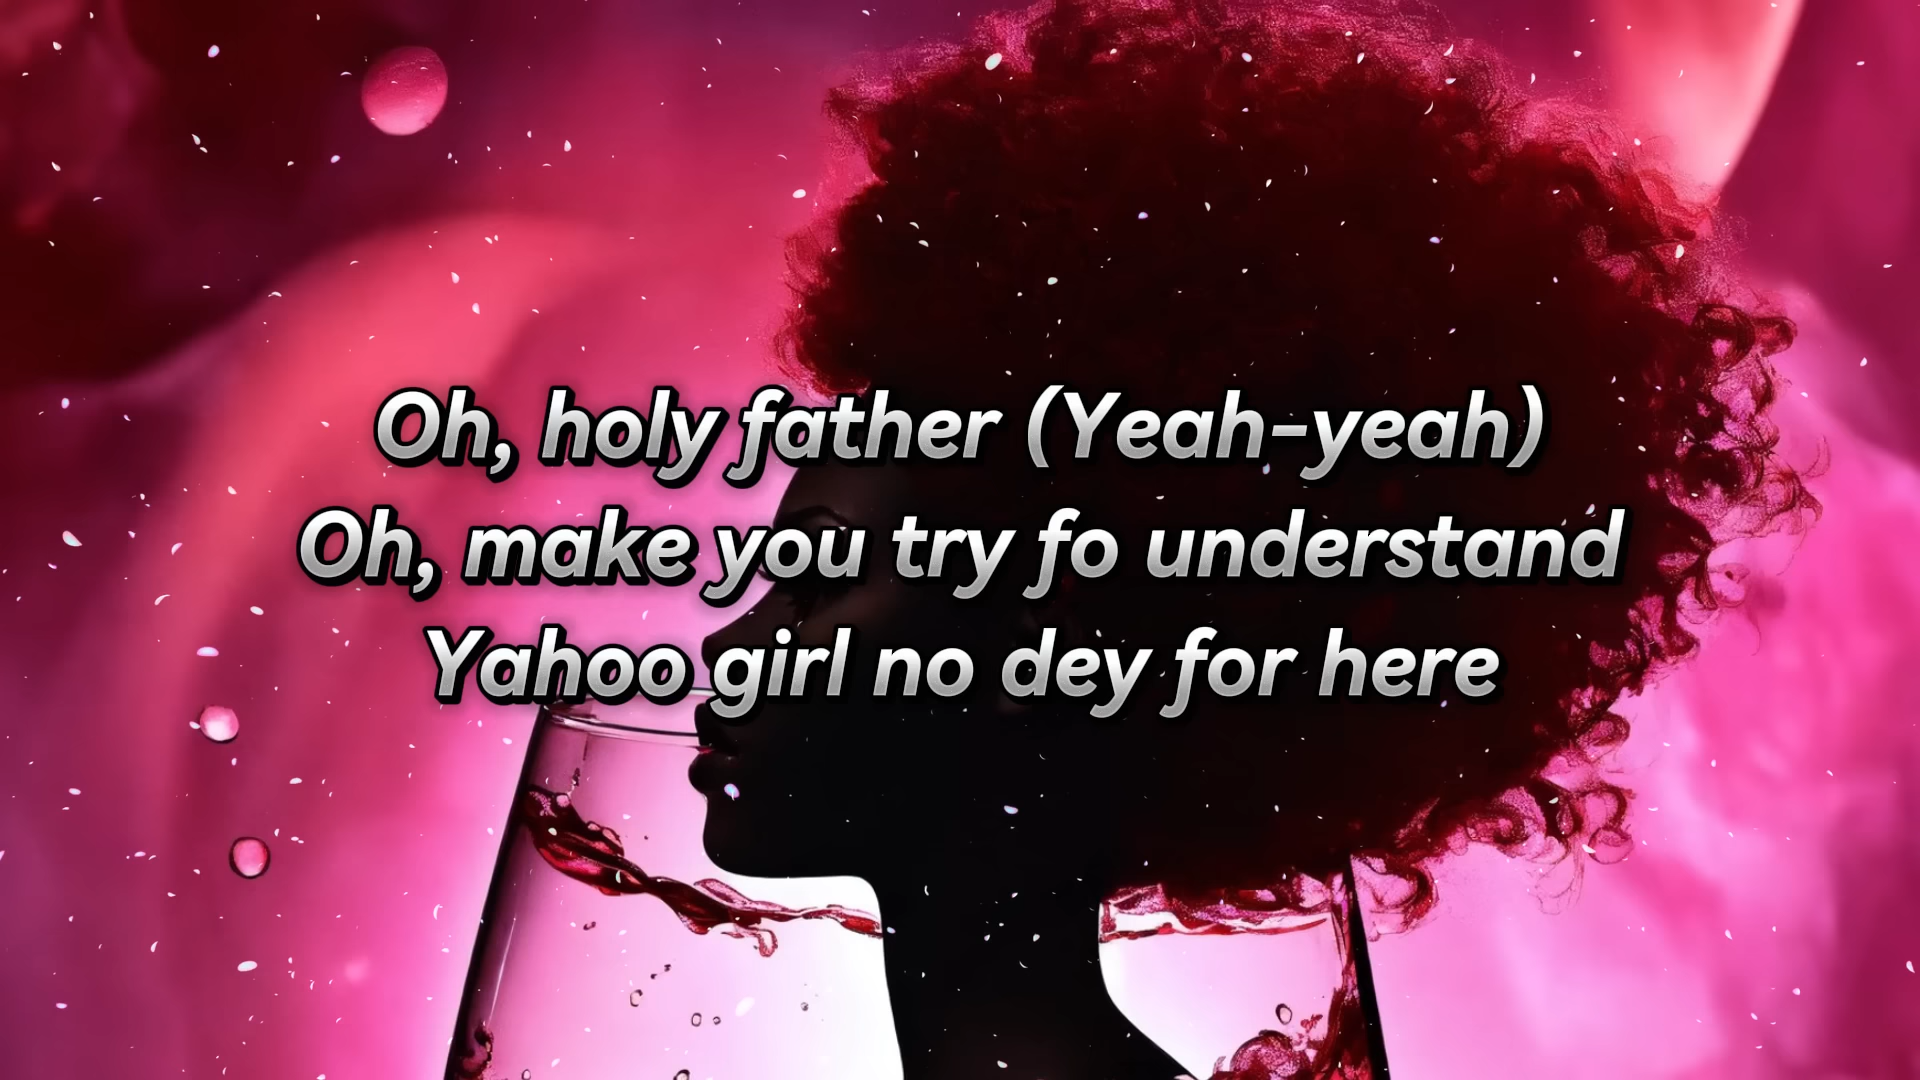 Oh, holy father (Yeah-yeah)
Oh, make you try fo understand
Yahoo girl no dey for here